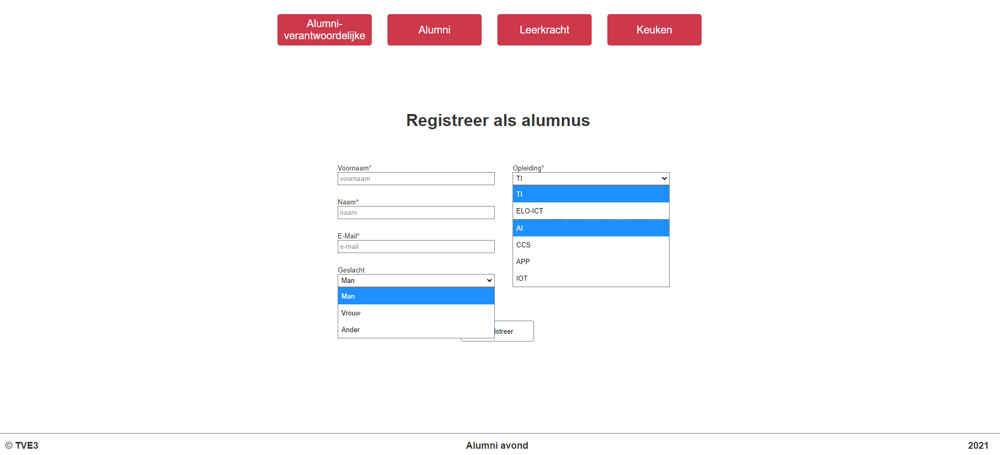 Alumni-
verantwoordelijke
Alumni
Leerkracht
Keuken
Registreer als alumnus
Voornaam*
voornaam
Naam*
naam
E-Mail*
e-mail
Geslacht
Man
Man
Vrouw
Ander
Opleiding*
TI
TI
ELO-ICT
AI
CCS
APP
IOT
istreer
© TVE3
Alumni avond
2021